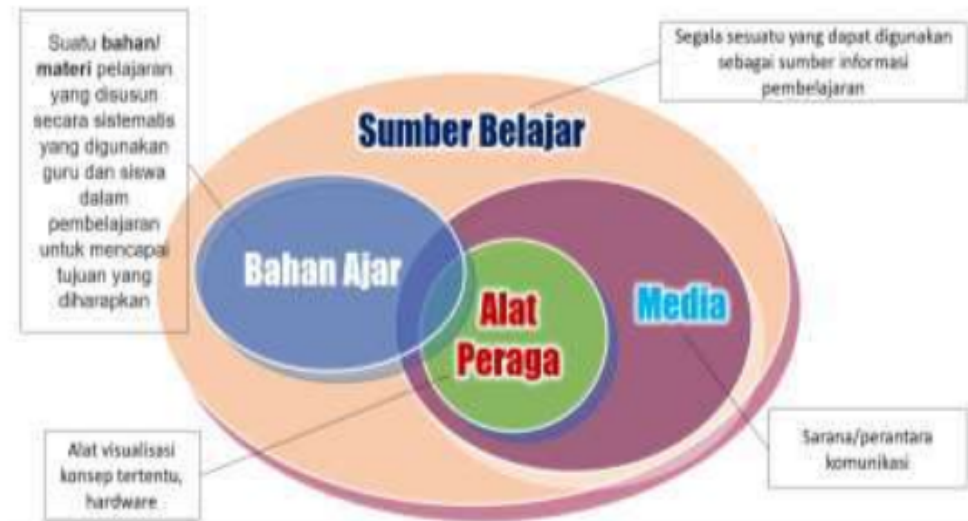 Suatu bahan/
materi pelajaran
yang disusun
secara sistematis
yang digunakan
guru dan siswa
dalam
pembelajaran
untuk mencapai
tujuan yang
diharapkan
Segala sesuatu yang dapat digunakan
sebagai sumber informasi
pembelajaran
Sumber Belajar
Bahan Ajar
Alat
Peraga
Media
Alat visualisasi
konsep tertentu,
hardware
Sarana/perantara
komunikasi